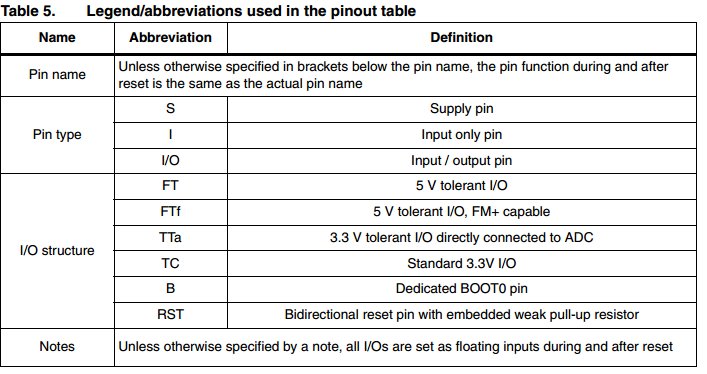 Table 5. Legend/abbreviations used in the pinout table
Name Abbreviation Definition
Pin name Unless otherwise specified in brackets below the pin name, the pin function during and after
reset is the same as the actual pin name
Pin type
S Supply pin
I Input only pin
I/O Input / output pin
I/O structure
FT 5 V tolerant I/O
FTf 5 V tolerant I/O, FM+ capable
TTa 3.3 V tolerant I/O directly connected to ADC
TC Standard 3.3V I/O
B Dedicated BOOT0 pin
RST Bidirectional reset pin with embedded weak pull-up resistor
Notes Unless otherwise specified by a note, all I/Os are set as floating inputs during and after reset